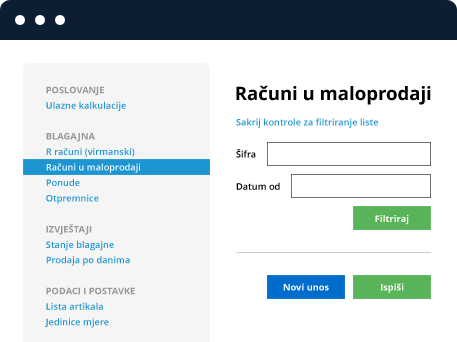 POSLOVANJE
Ulazne kalkulacije
BLAGAJNA
R računi (virmanski)
Računi u maloprodaji
Ponude
Otpremnice
IZVJEŠTAJI
Stanje blagajne
Prodaja po danima
PODACI I POSTAVKE
Lista artikala
Jedinice mjere
Računi u maloprodaji
Sakrij kontrole za filtriranje liste
Šifra
Datum od
Filtriraj
Novi unos
Ispiši